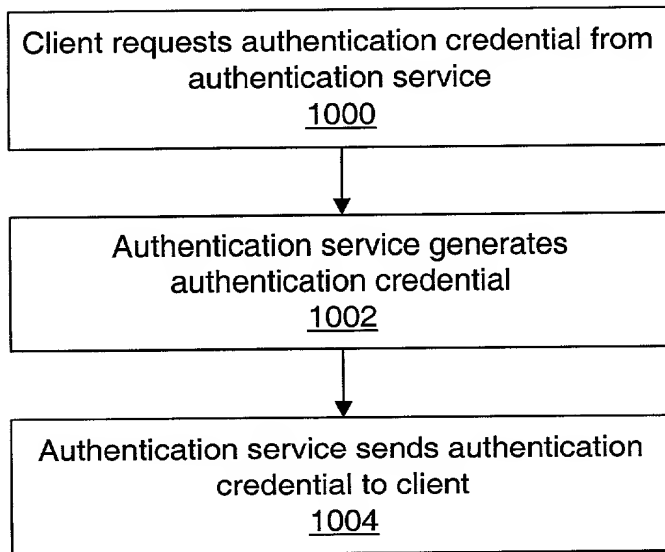 Client requests authentication credential from
authentication service
1000
Authentication service generates
authentication credential
1002
Authentication service sends authentication
credential to client
1004